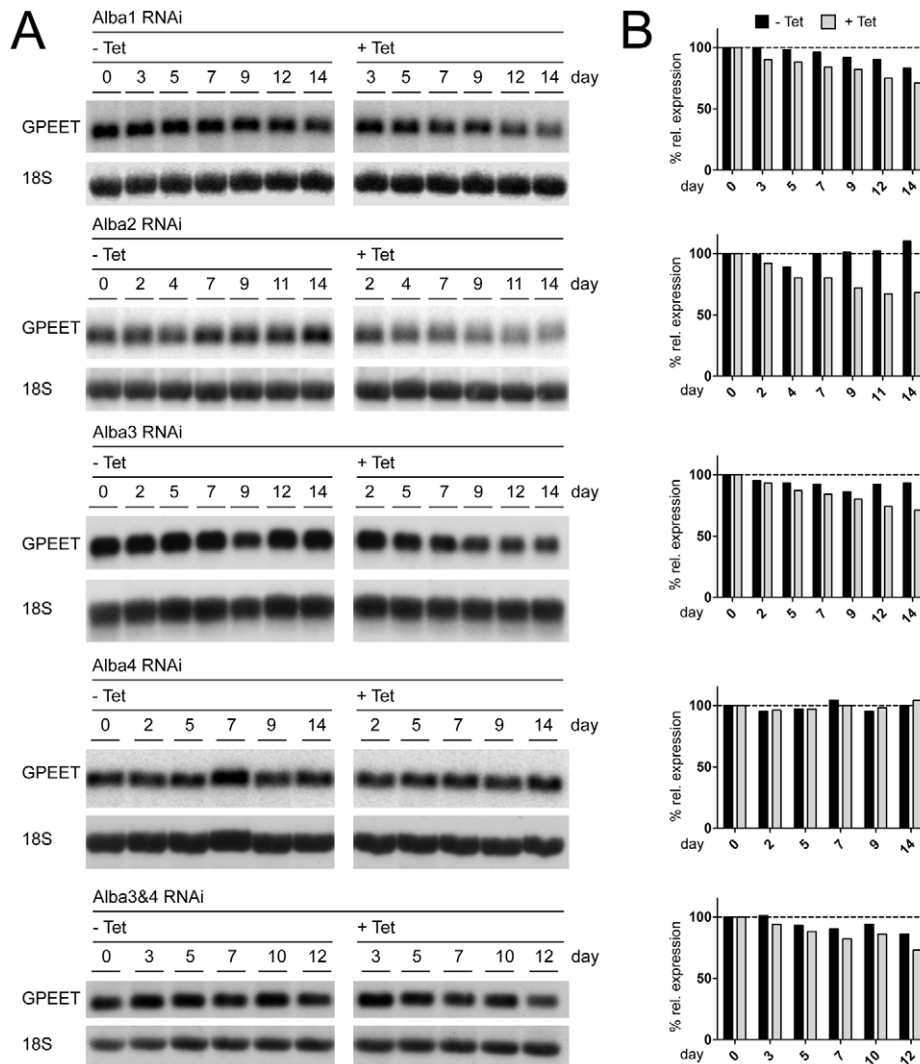 A
Alba1 RNAi
- Tet + Tet
0 3 5 7 9 12 14 3 5 7 9 12 14 day
GPEET
18S
Alba2 RNAi
- Tet + Tet
0 2 4 7 9 11 14 2 4 7 9 11 14 day
GPEET
18S
Alba3 RNAi
- Tet + Tet
0 2 5 7 9 12 14 2 5 7 9 12 14 day
GPEET
18S
Alba4 RNAi
- Tet + Tet
0 2 5 7 9 14 2 5 7 9 14 day
GPEET
18S
Alba3&4 RNAi
- Tet + Tet
0 3 5 7 10 12 3 5 7 10 12 day
GPEET
18S
B
- Tet + Tet
% rel. expression
100
50
0
day 0 3 5 7 9 12 14
% rel. expression
100
50
0
day 0 2 4 7 9 11 14
% rel. expression
100
50
0
day 0 2 5 7 9 12 14
% rel. expression
100
50
0
day 0 2 5 7 9 14
% rel. expression
100
50
0
day 0 3 5 7 10 12